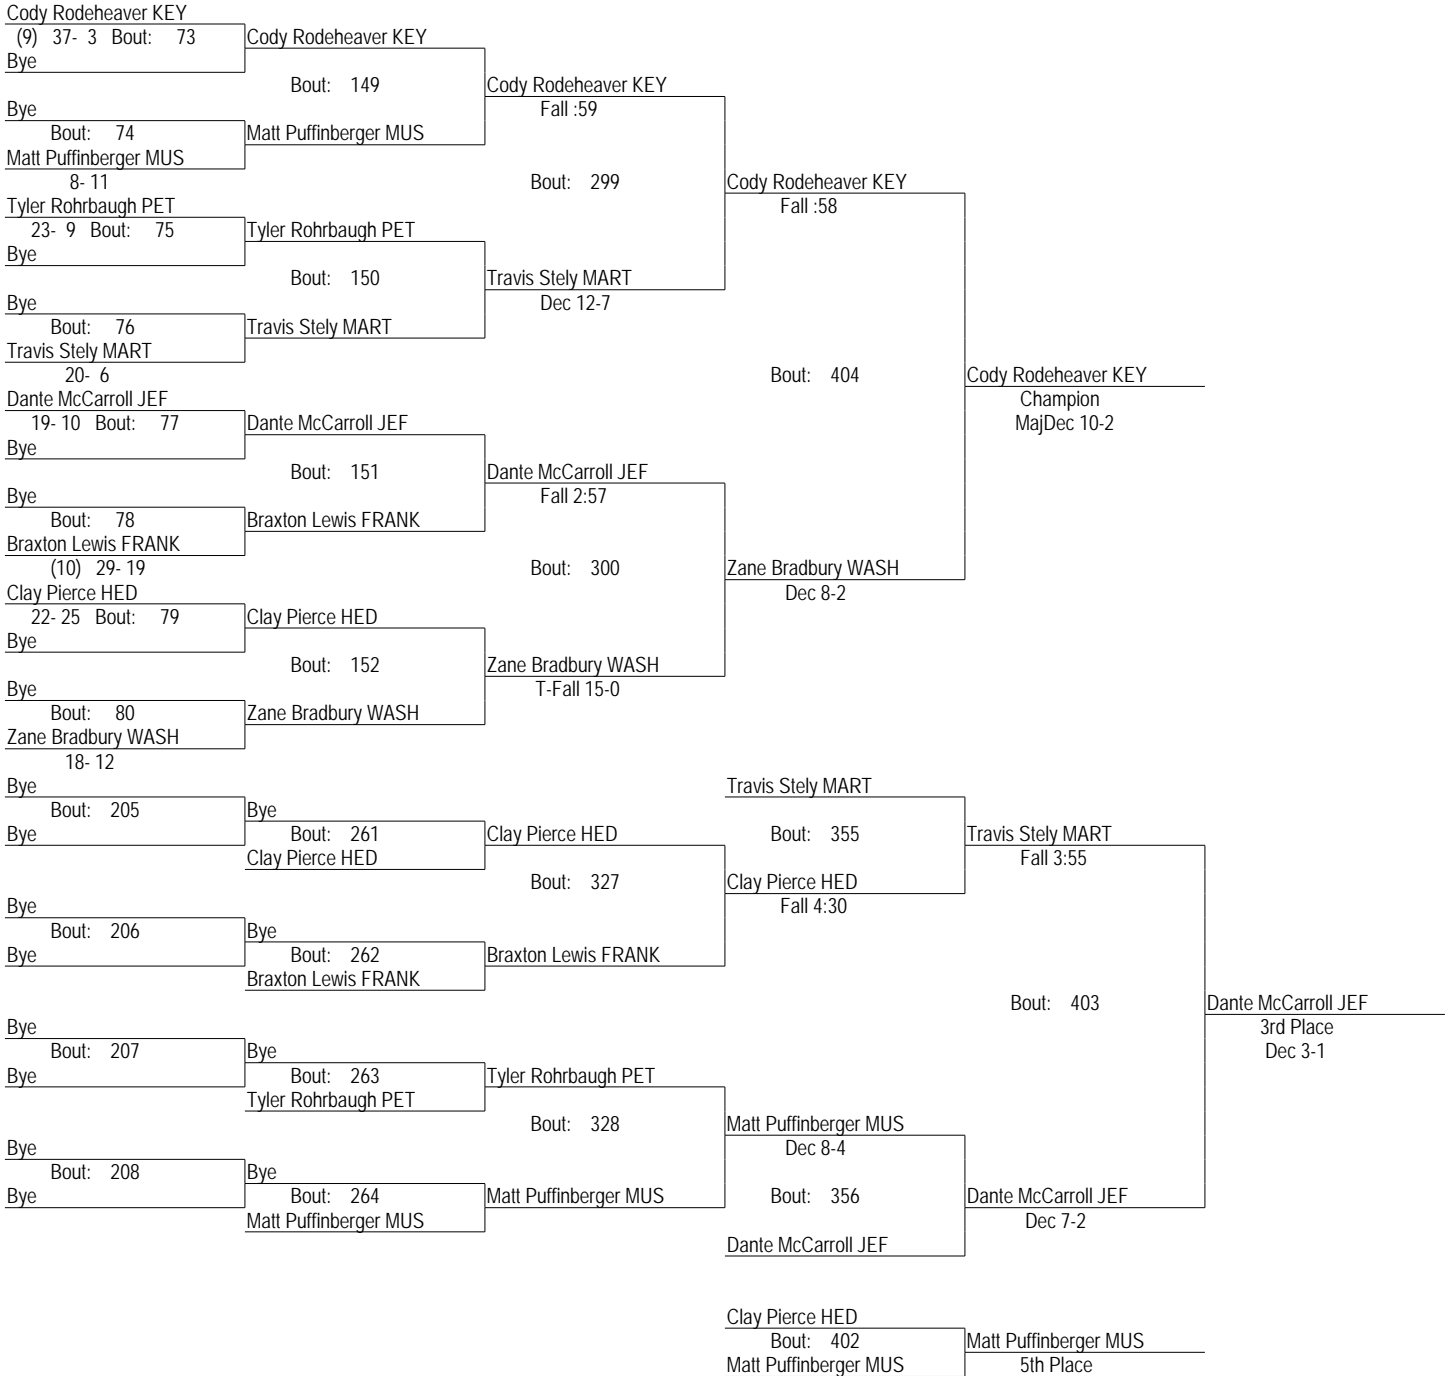 Cody Rodeheaver KEY
(9) 37- 3 Bout: 73
Cody Rodeheaver KEY
Bye
Bout: 149
Cody Rodeheaver KEY
Bye
Fall :59
Bout: 74
Matt Puffinberger MUS
Matt Puffinberger MUS
8- 11
Bout: 299
Cody Rodeheaver KEY
Tyler Rohrbaugh PET
Fall :58
23- 9 Bout: 75
Tyler Rohrbaugh PET
Bye
Bout: 150
Travis Stely MART
Bye
Dec 12-7
Bout: 76
Travis Stely MART
Travis Stely MART
20- 6
Bout: 404
Cody Rodeheaver KEY
Dante McCarroll JEF
Champion
19- 10 Bout: 77
Dante McCarroll JEF
MajDec 10-2
Bye
Bout: 151
Dante McCarroll JEF
Bye
Fall 2:57
Bout: 78
Braxton Lewis FRANK
Braxton Lewis FRANK
(10) 29- 19
Bout: 300
Zane Bradbury WASH
Clay Pierce HED
Dec 8-2
22- 25 Bout: 79
Clay Pierce HED
Bye
Bout: 152
Zane Bradbury WASH
Bye
T-Fall 15-0
Bout: 80
Zane Bradbury WASH
Zane Bradbury WASH
18- 12
Bye
Travis Stely MART
Bout: 205
Bye
Bye
Bout: 261
Clay Pierce HED
Bout: 355
Travis Stely MART
Clay Pierce HED
Fall 3:55
Bout: 327
Clay Pierce HED
Bye
Fall 4:30
Bout: 206
Bye
Bye
Bout: 262
Braxton Lewis FRANK
Braxton Lewis FRANK
Bout: 403
Dante McCarroll JEF
Bye
3rd Place
Bout: 207
Bye
Dec 3-1
Bye
Bout: 263
Tyler Rohrbaugh PET
Tyler Rohrbaugh PET
Bout: 328
Matt Puffinberger MUS
Bye
Dec 8-4
Bout: 208
Bye
Bye
Bout: 264
Matt Puffinberger MUS
Bout: 356
Dante McCarroll JEF
Matt Puffinberger MUS
Dec 7-2
Dante McCarroll JEF
Clay Pierce HED
Bout: 402
Matt Puffinberger MUS
Matt Puffinberger MUS
5th Place